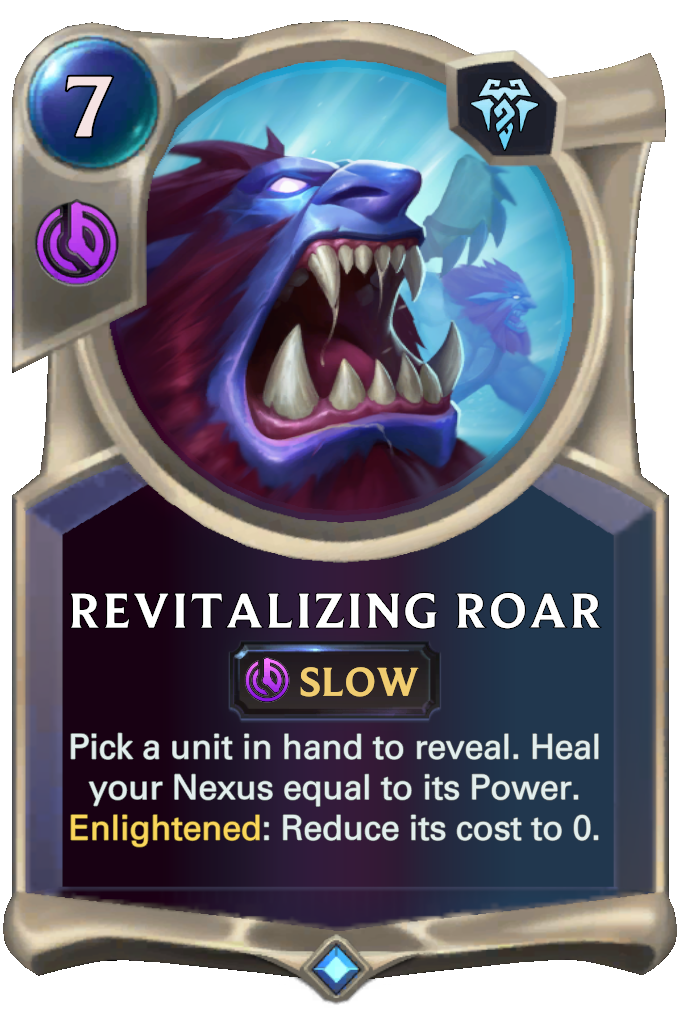 7
REVITALIZING ROAR
SLOW
Pick a unit in hand to reveal. Heal
your Nexus equal to its Power.
Enlightened: Reduce its cost to 0.